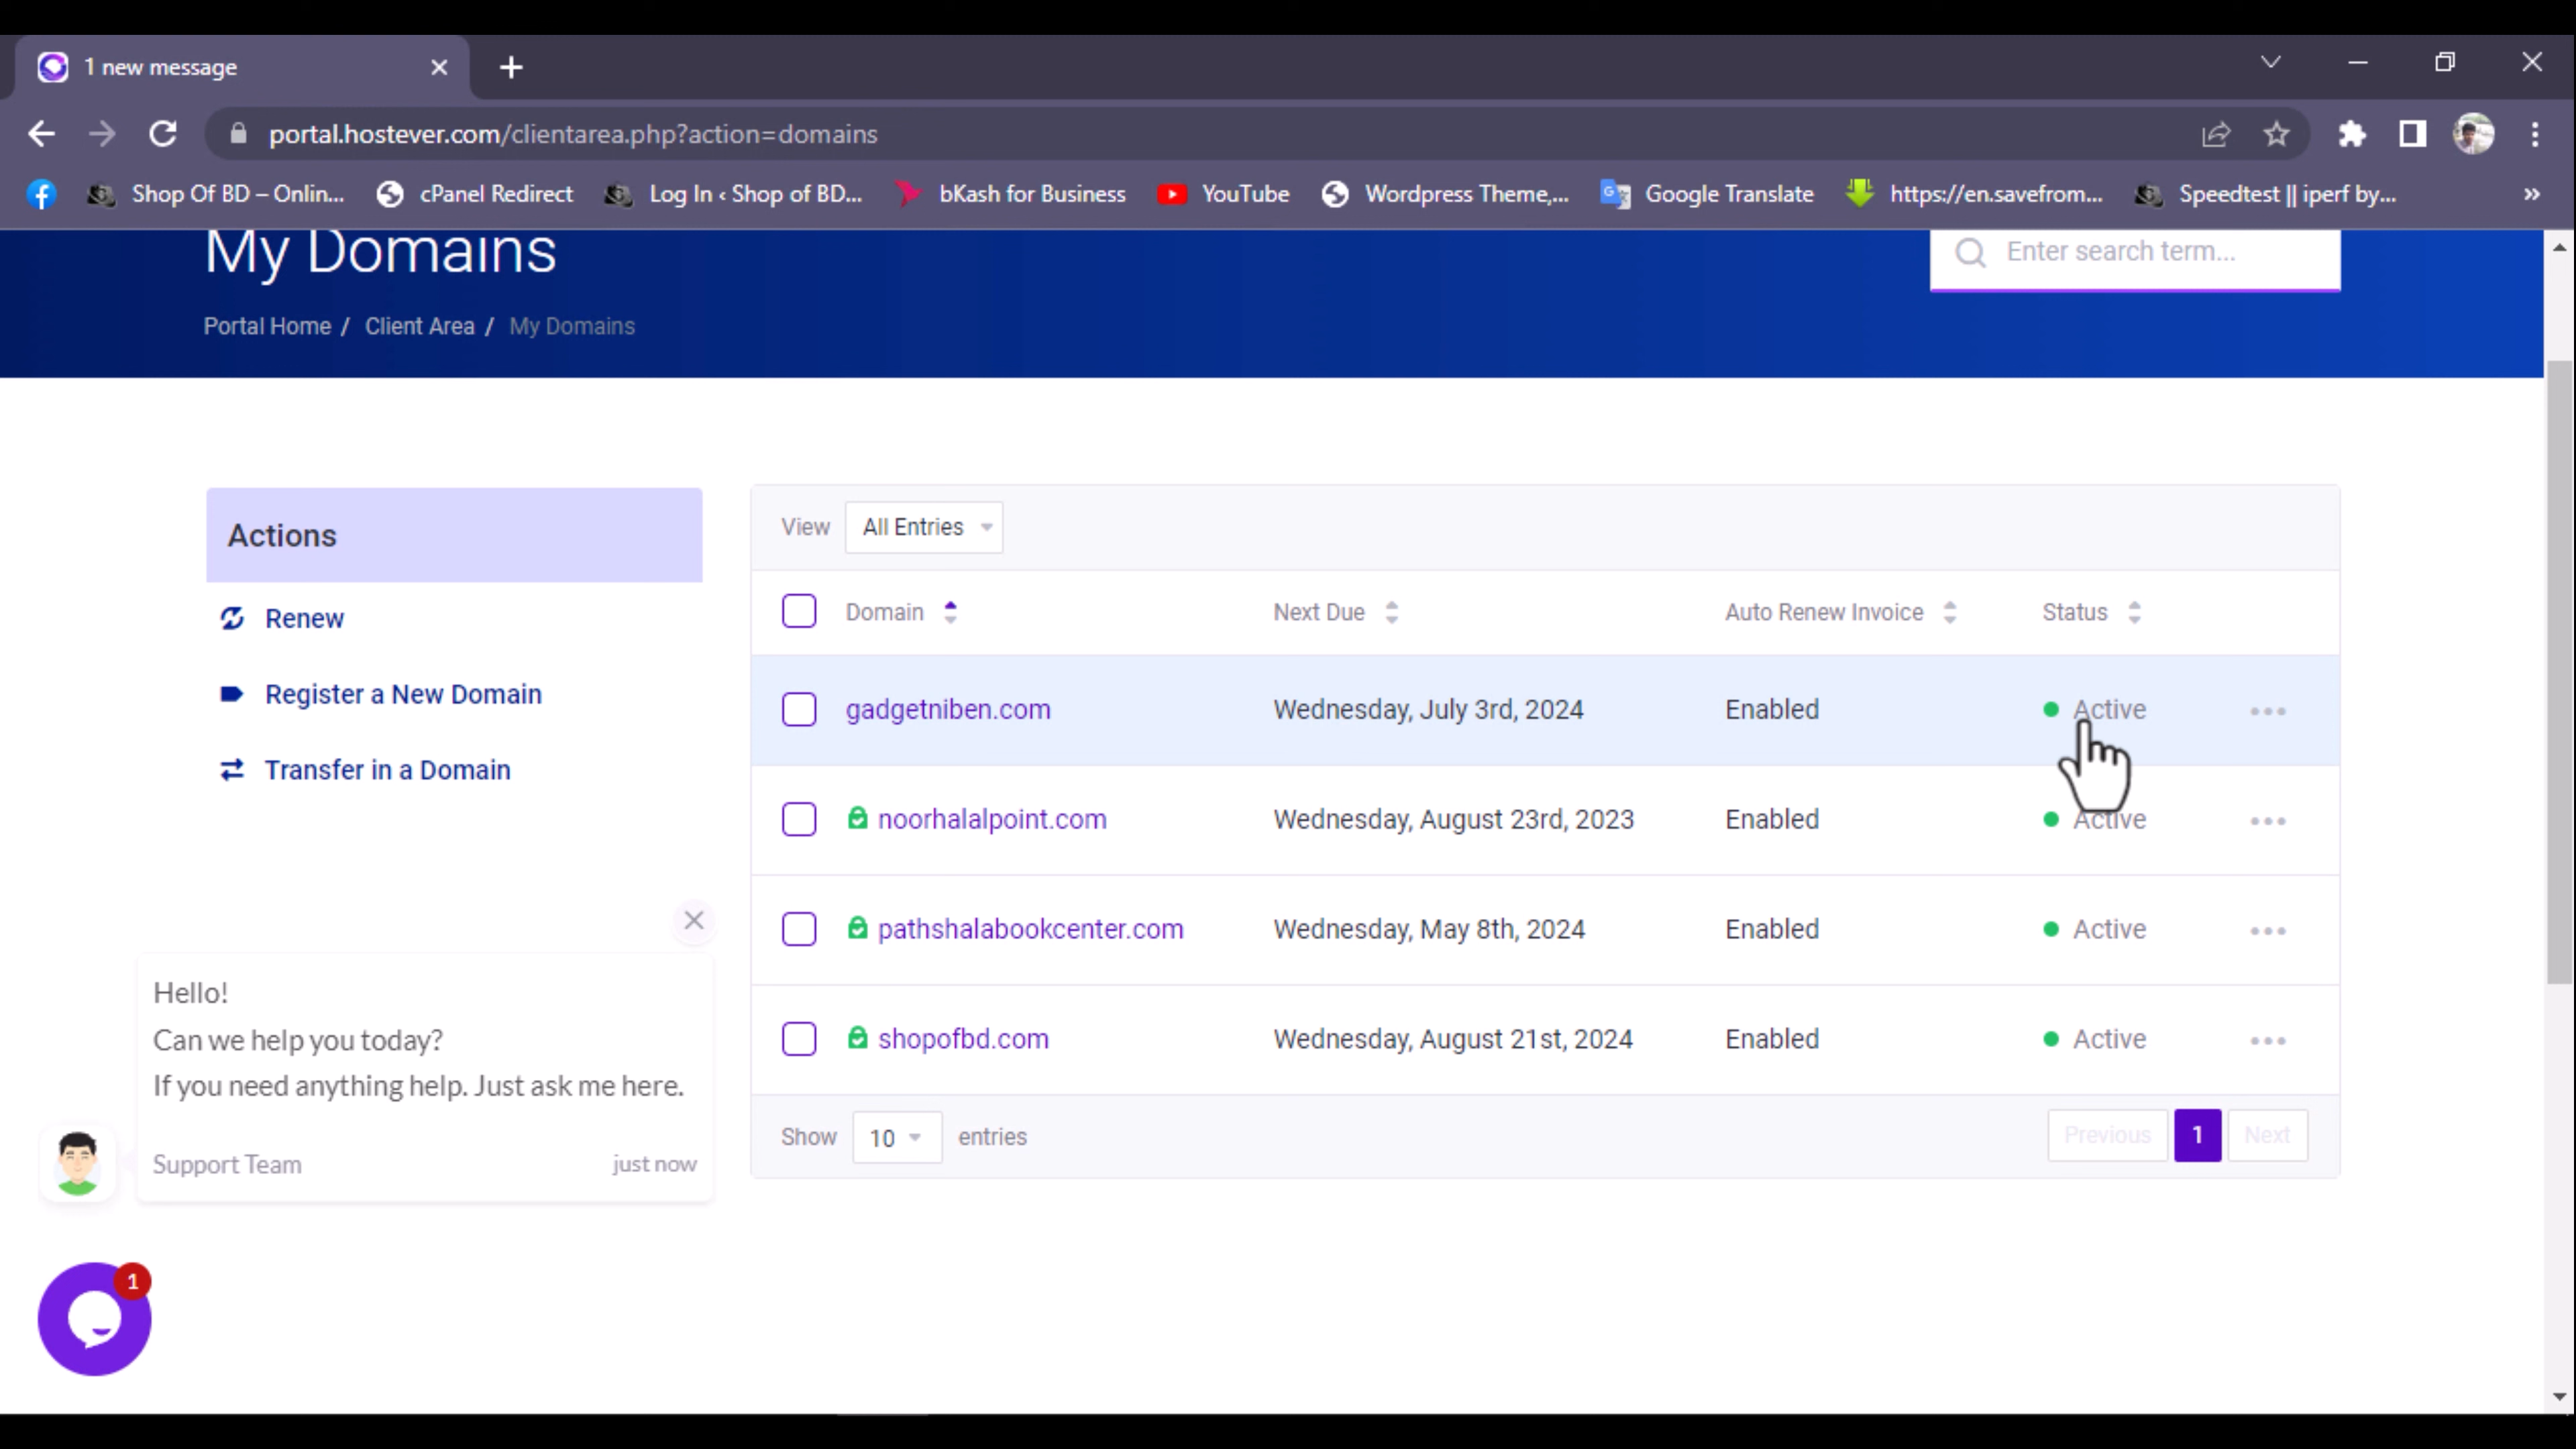 1 new message
portal.hostever.com/clientarea.php?action=domains
Shop Of BD – Onlin... cPanel Redirect Log In ‹ Shop of BD... bKash for Business YouTube Wordpress Theme,... Google Translate https://en.savefrom... Speedtest || iperf by... »
My Domains
Enter search term...
Portal Home / Client Area / My Domains
Actions
Renew
Register a New Domain
Transfer in a Domain
View All Entries
Domain Next Due Auto Renew Invoice Status
gadgetniben.com Wednesday, July 3rd, 2024 Enabled Active
noorhalalpoint.com Wednesday, August 23rd, 2023 Enabled Active
pathshalabookcenter.com Wednesday, May 8th, 2024 Enabled Active
shopofbd.com Wednesday, August 21st, 2024 Enabled Active
Show 10 entries Previous 1 Next
Hello!
Can we help you today?
If you need anything help. Just ask me here.
Support Team just now
1